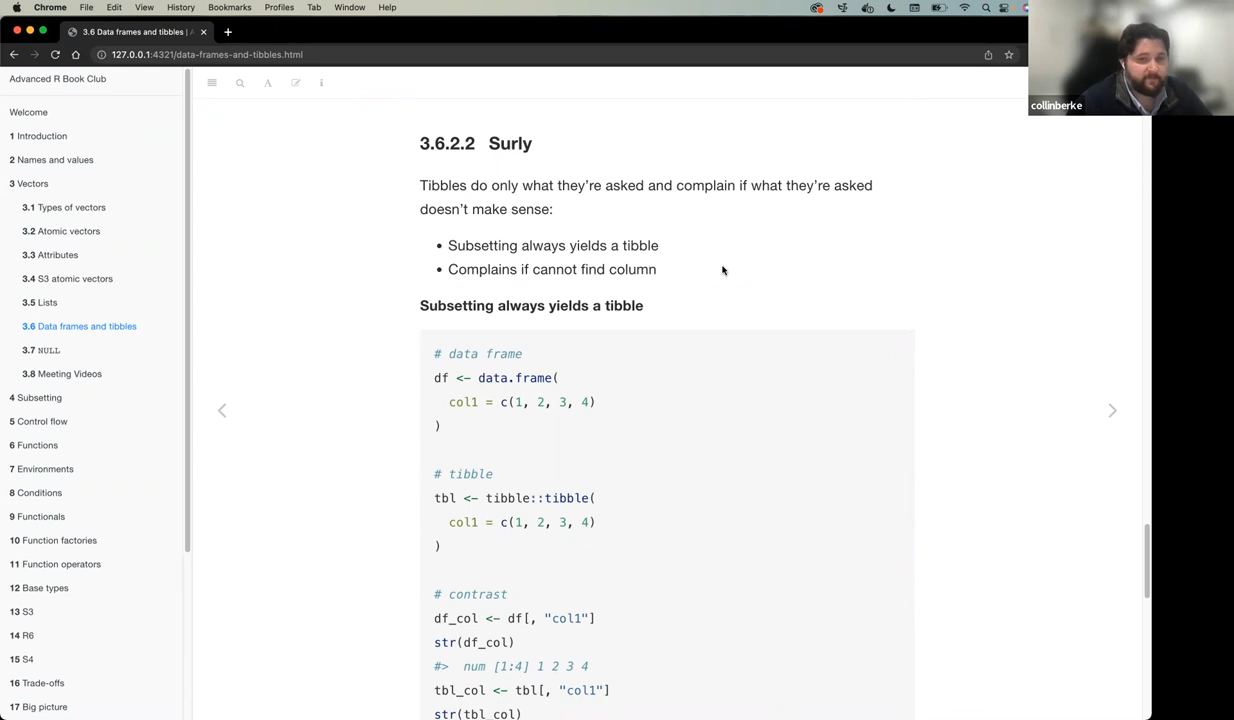 Chrome File Edit View History Bookmarks Profiles Tab Window Help
3.6 Data frames and tibbles | A
127.0.0.1:4321/data-frames-and-tibbles.html
collinberke
Advanced R Book Club
Welcome
1 Introduction
2 Names and values
3 Vectors
3.1 Types of vectors
3.2 Atomic vectors
3.3 Attributes
3.4 S3 atomic vectors
3.5 Lists
3.6 Data frames and tibbles
3.7 NULL
3.8 Meeting Videos
4 Subsetting
5 Control flow
6 Functions
7 Environments
8 Conditions
9 Functionals
10 Function factories
11 Function operators
12 Base types
13 S3
14 R6
15 S4
16 Trade-offs
17 Big picture
3.6.2.2 Surly
Tibbles do only what they’re asked and complain if what they’re asked
doesn’t make sense:
• Subsetting always yields a tibble
• Complains if cannot find column
Subsetting always yields a tibble
# data frame
df <- data.frame(
col1 = c(1, 2, 3, 4)
)
# tibble
tbl <- tibble::tibble(
col1 = c(1, 2, 3, 4)
)
# contrast
df_col <- df[, "col1"]
str(df_col)
#> num [1:4] 1 2 3 4
tbl_col <- tbl[, "col1"]
str(tbl_col)